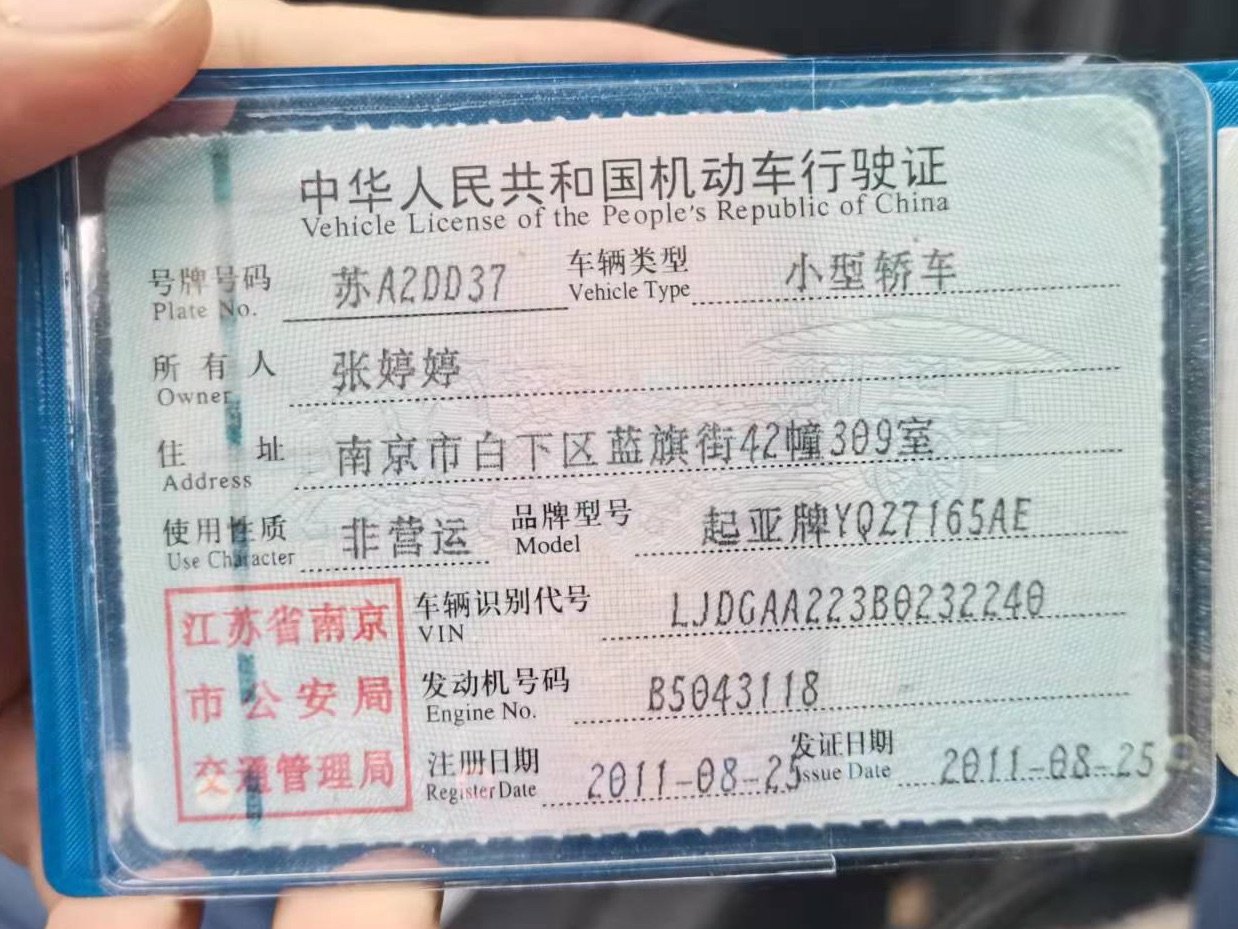 中华人民共和国机动车行驶证
Vehicle License of the People's Republic of China
号牌号码 苏A2DD37 车辆类型 小型轿车
Plate No. Vehicle Type
所有人 张婷婷
Owner
住址 南京市白下区蓝旗街42幢309室
Address
使用性质 非营运 品牌型号 起亚牌YQZ7165AE
Use Character Model
江苏省南京
市公安局
交通管理局
车辆识别代号 LJDGAA223B0232240
VIN
发动机号码 B5043118
Engine No.
注册日期 2011-08-25 发证日期 2011-08-25
Register Date Issue Date